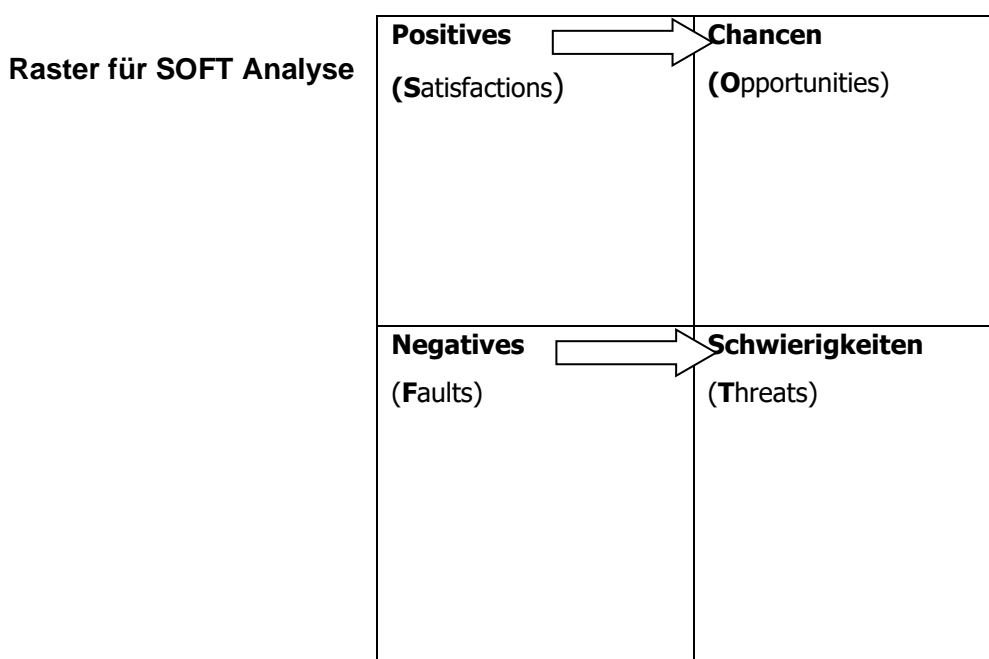 Raster für SOFT Analyse
Positives
(Satisfactions)
Chancen
(Opportunities)
Negatives
(Faults)
Schwierigkeiten
(Threats)